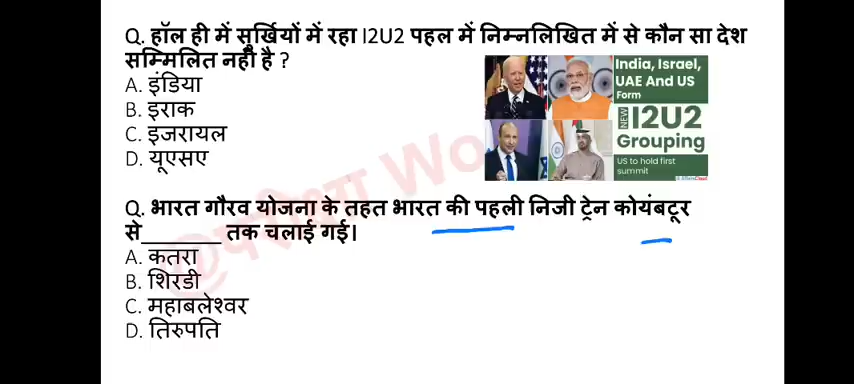 Q. हॉल ही में सुर्खियों में रहा I2U2 पहल में निम्नलिखित में से कौन सा देश
सम्मिलित नही है ?
A. इंडिया
B. इराक
C. इजरायल
D. यूएसए
India, Israel,
UAE And US
Form
NEW I2U2
Grouping
US to hold first
summit
Q. भारत गौरव योजना के तहत भारत की पहली निजी ट्रेन कोयंबटूर
से_______ तक चलाई गई।
A. कतरा
B. शिरडी
C. महाबलेश्वर
D. तिरुपति